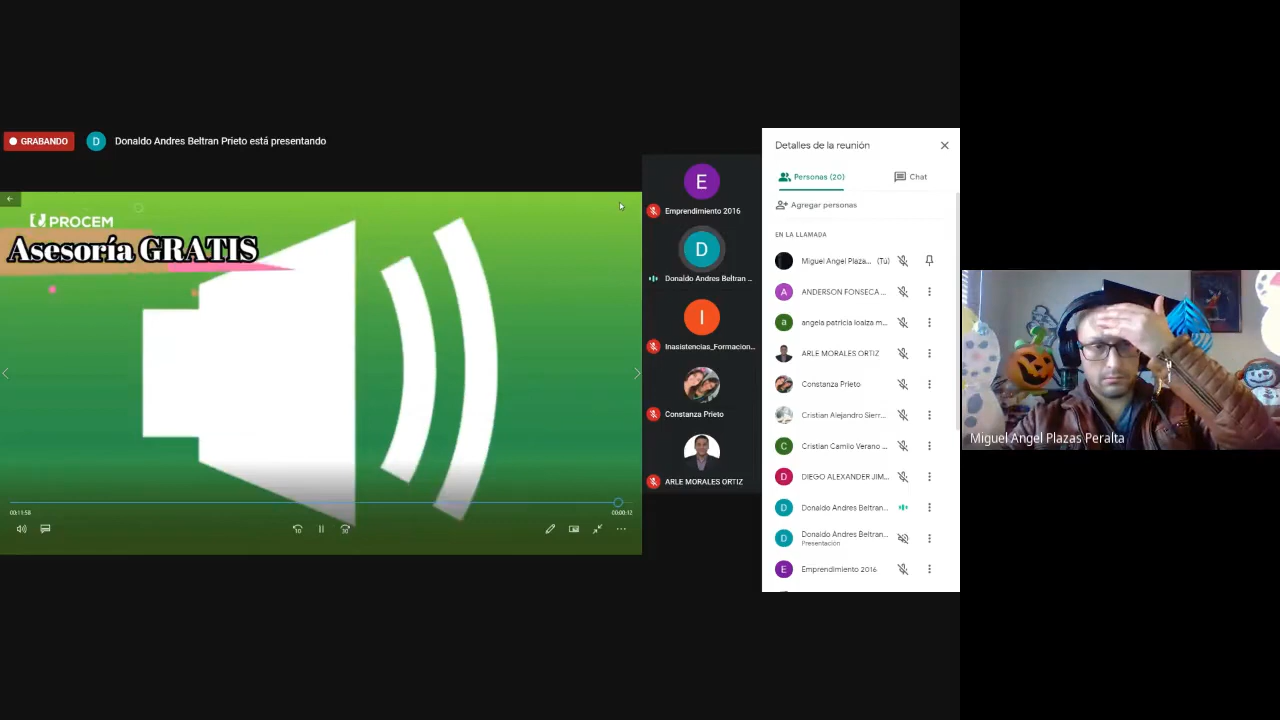 GRABANDO
D
Donaldo Andres Beltran Prieto está presentando
PROCEM
Asesoría GRATIS
00:11:58
00:00:12
10
30
E
Emprendimiento 2016
D
Donaldo Andres Beltran ...
I
Inasistencias_Formacion...
Constanza Prieto
ARLE MORALES ORTIZ
Detalles de la reunión
Personas (20)
Chat
Agregar personas
EN LA LLAMADA
Miguel Angel Plaza... (Tú)
A
ANDERSON FONSECA ...
a
angela patricia loaiza m...
ARLE MORALES ORTIZ
Constanza Prieto
Cristian Alejandro Sierr...
C
Cristian Camilo Verano ...
D
DIEGO ALEXANDER JIM...
D
Donaldo Andres Beltran...
D
Donaldo Andres Beltran...
Presentación
E
Emprendimiento 2016
Miguel Angel Plazas Peralta